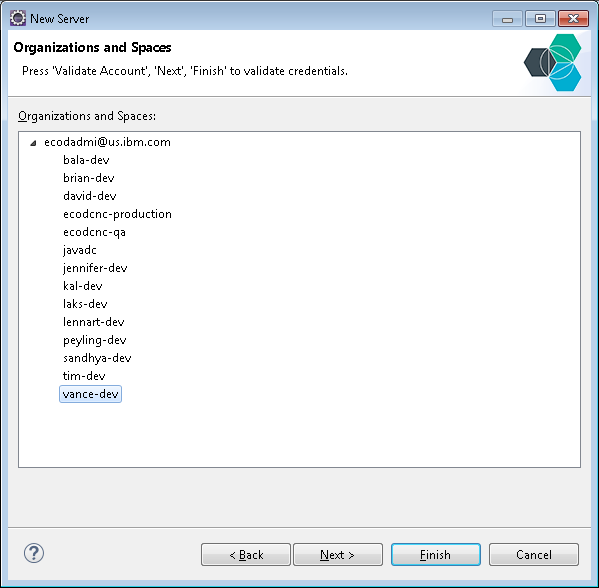 New Server
Organizations and Spaces
Press 'Validate Account', 'Next', 'Finish' to validate credentials.
Organizations and Spaces:
ecodadmi@us.ibm.com
bala-dev
brian-dev
david-dev
ecodcnc-production
ecodcnc-qa
javadc
jennifer-dev
kal-dev
laks-dev
lennart-dev
peyling-dev
sandhya-dev
tim-dev
vance-dev
? < Back Next > Finish Cancel